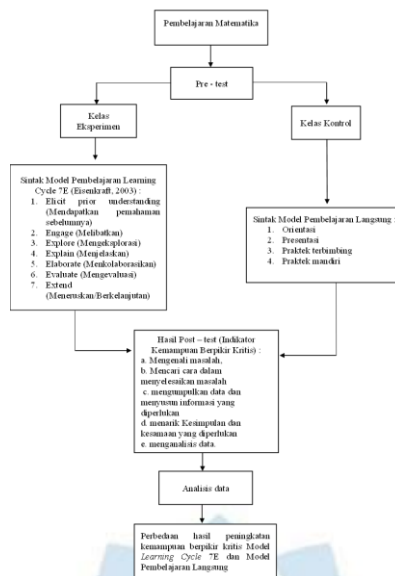 Pembelajaran Matematika
Pre - test
Kelas
Eksperimen
Kelas Kontrol
Sintak Model Pembelajaran Learning
Cycle 7E (Eisenkraft, 2003) :
1. Elicit prior understanding
(Mendapatkan pemahaman
sebelumnya)
2. Engage (Melibatkan)
3. Explore (Mengeksplorasi)
4. Explain (Menjelaskan)
5. Elaborate (Menkolaborasikan)
6. Evaluate (Mengevaluasi)
7. Extend
(Meneruskan/Berkelanjutan)
Sintak Model Pembelajaran Langsung :
1. Orientasi
2. Presentasi
3. Praktek terbimbing
4. Praktek mandiri
Hasil Post – test (Indikator
Kemampuan Berpikir Kritis) :
a. Mengenali masalah,
b. Mencari cara dalam
menyelesaikan masalah
c. mengumpulkan data dan
menyusun informasi yang
diperlukan
d. menarik Kesimpulan dan
kesamaan yang diperlukan
e. menganalisis data.
Analisis data
Perbedaan hasil peningkatan
kemampuan berpikir kritis Model
Learning Cycle 7E dan Model
Pembelajaran Langsung